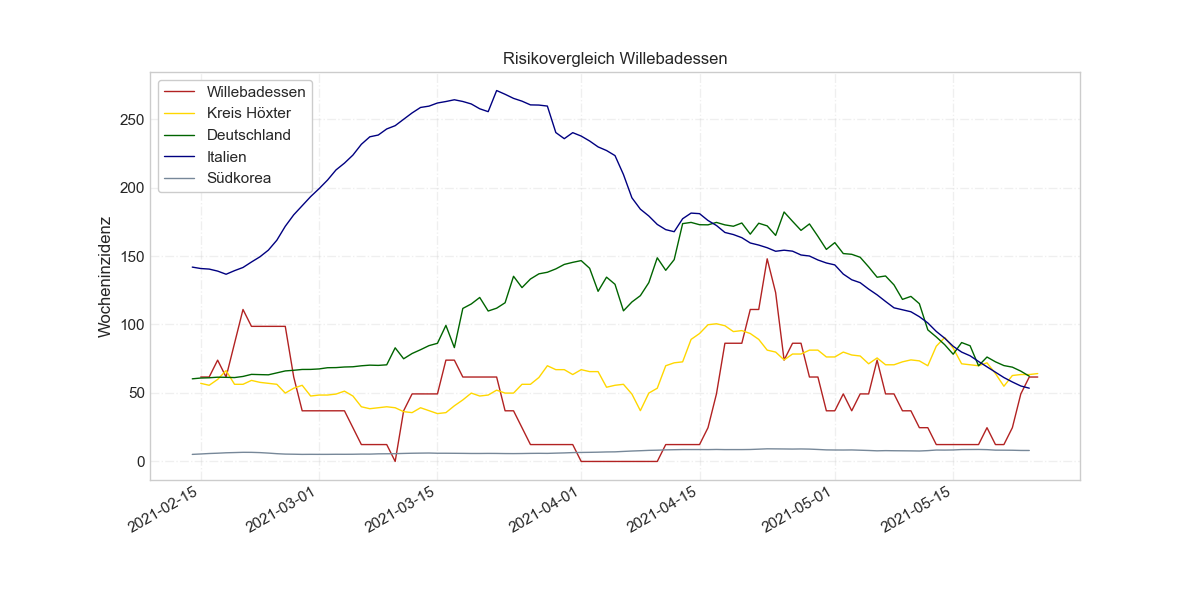 Risikovergleich Willebadessen
Willebadessen
Kreis Höxter
Deutschland
Italien
Südkorea
Wocheninzidenz
250
200
150
100
50
0
2021-02-15
2021-03-01
2021-03-15
2021-04-01
2021-04-15
2021-05-01
2021-05-15